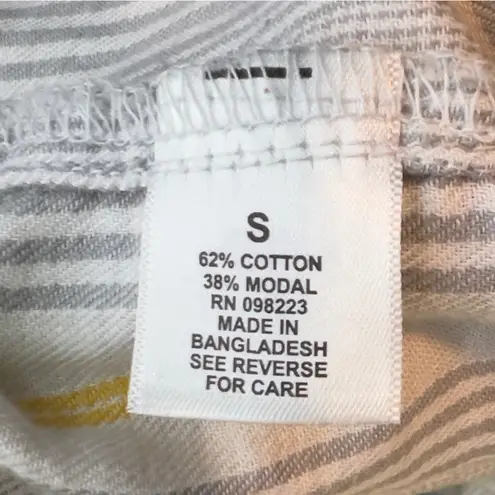 S
62% COTTON
38% MODAL
RN 098223
MADE IN
BANGLADESH
SEE REVERSE
FOR CARE